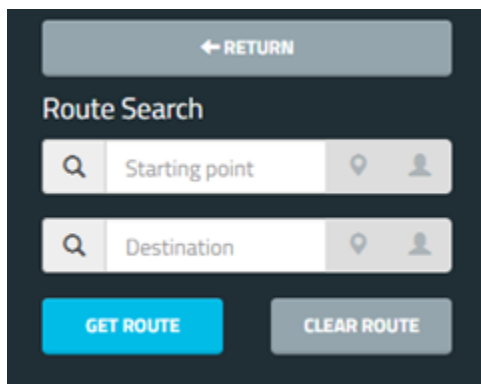 RETURN
Route Search
Starting point
Destination
GET ROUTE CLEAR ROUTE